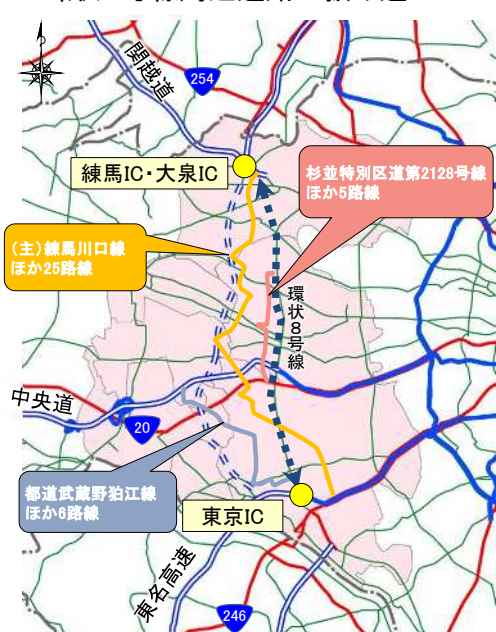 関越道
254
練馬IC・大泉IC
杉並特別区道第2128号線
ほか5路線
(主)練馬川口線
ほか25路線
環状8号線
中央道
20
都道武蔵野狛江線
ほか6路線
東京IC
東名高速
246